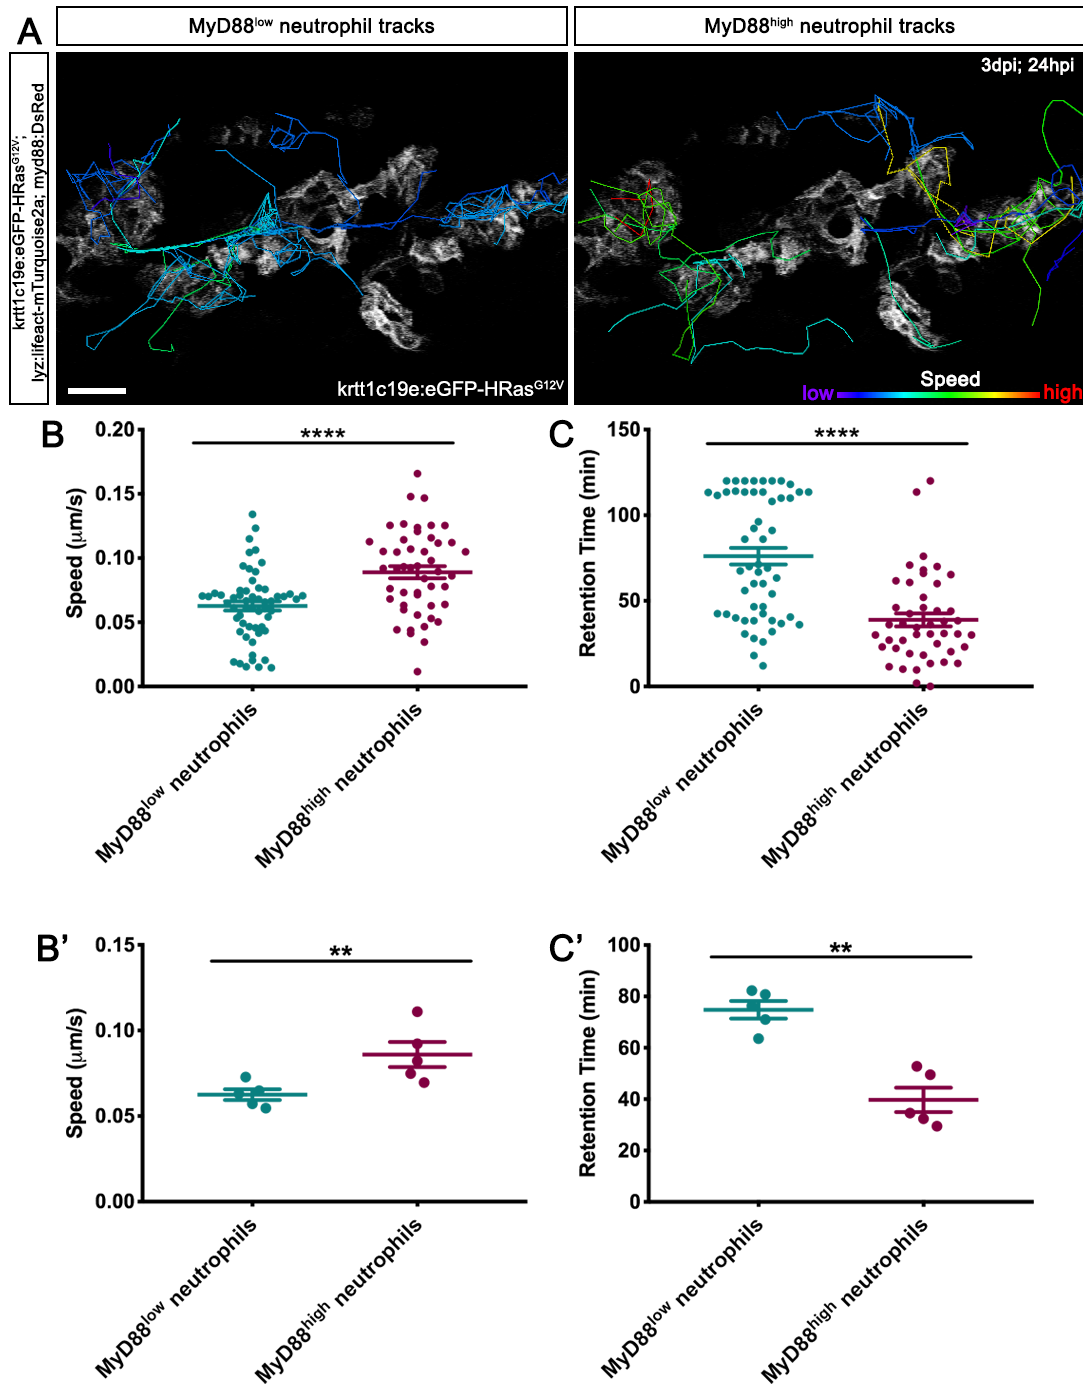 A
MyD88low neutrophil tracks
MyD88high neutrophil tracks
krtt1c19e:eGFP-HRasG12V;
lyz:lifeact-mTurquoise2a; myd88:DsRed
krtt1c19e:eGFP-HRasG12V
3dpi; 24hpi
Speed
low
high
B
****
Speed (μm/s)
0.20
0.15
0.10
0.05
0.00
MyD88low neutrophils
MyD88high neutrophils
C
****
Retention Time (min)
150
100
50
0
MyD88low neutrophils
MyD88high neutrophils
B’
**
Speed (μm/s)
0.15
0.10
0.05
0.00
MyD88low neutrophils
MyD88high neutrophils
C’
**
Retention Time (min)
100
80
60
40
20
0
MyD88low neutrophils
MyD88high neutrophils